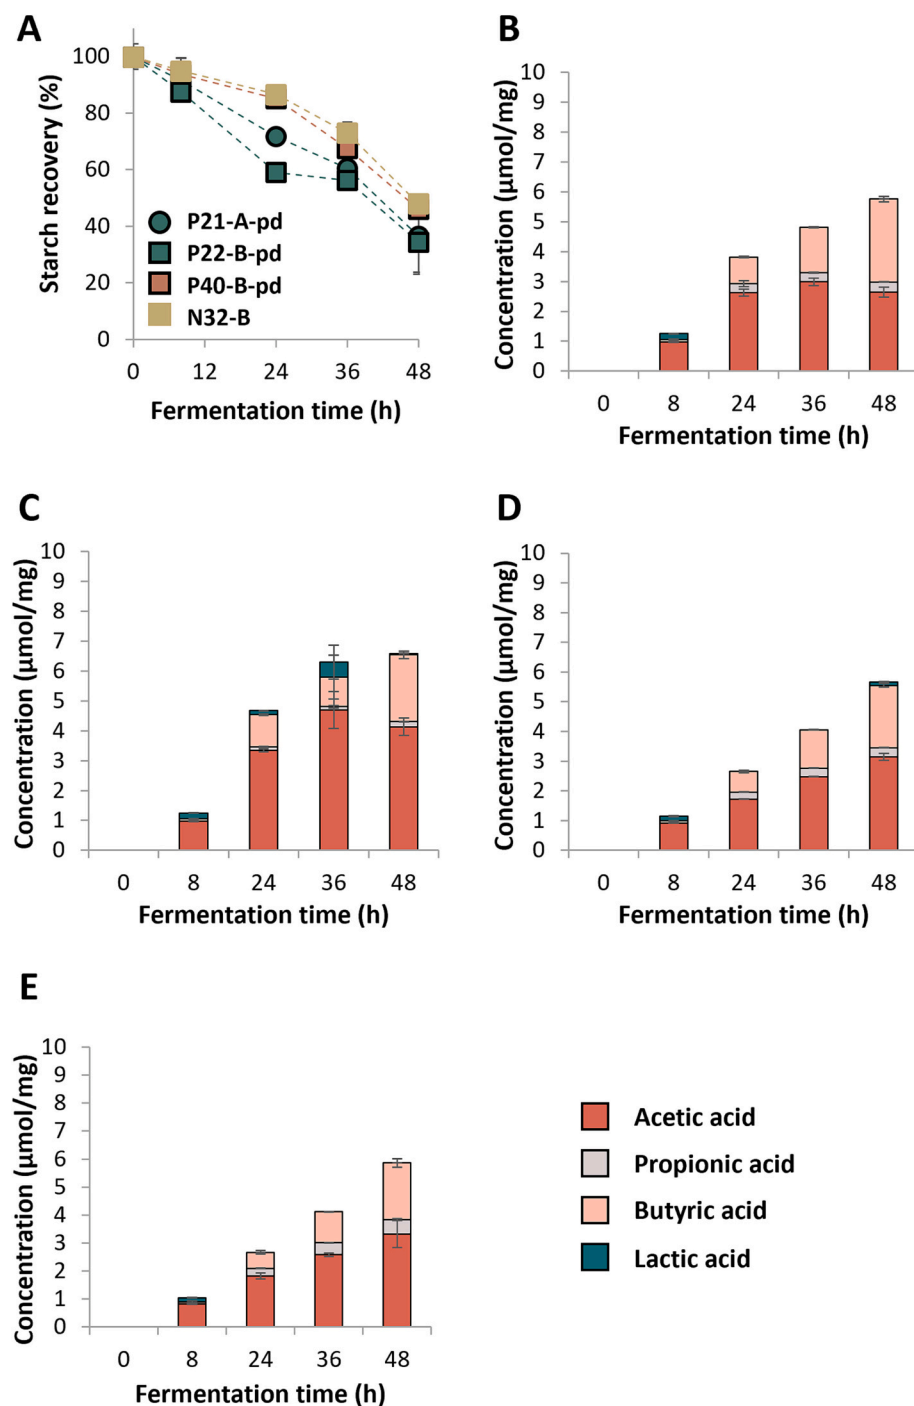 A
Starch recovery (%)
100
80
60
40
20
0
P21-A-pd
P22-B-pd
P40-B-pd
N32-B
0 12 24 36 48
Fermentation time (h)
B
Concentration (µmol/mg)
10
9
8
7
6
5
4
3
2
1
0
0 8 24 36 48
Fermentation time (h)
C
Concentration (µmol/mg)
10
9
8
7
6
5
4
3
2
1
0
0 8 24 36 48
Fermentation time (h)
D
Concentration (µmol/mg)
10
9
8
7
6
5
4
3
2
1
0
0 8 24 36 48
Fermentation time (h)
E
Concentration (µmol/mg)
10
9
8
7
6
5
4
3
2
1
0
0 8 24 36 48
Fermentation time (h)
Acetic acid
Propionic acid
Butyric acid
Lactic acid